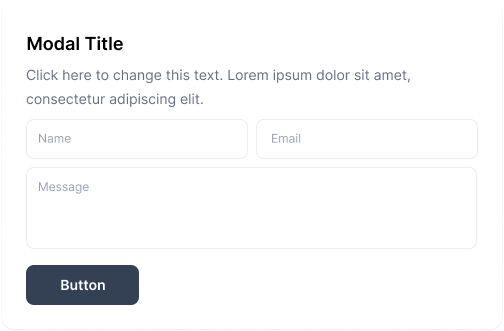 Modal Title
Click here to change this text. Lorem ipsum dolor sit amet,
consectetur adipiscing elit.
Name
Email
Message
Button